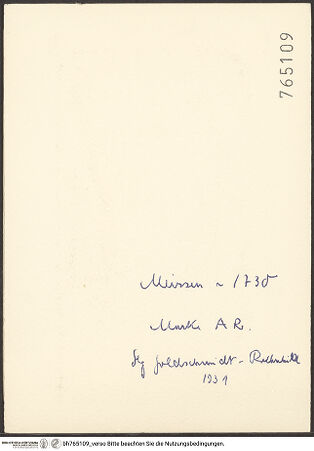 765109
Meissen ~ 1730
Marke AR.
Slg Goldschmidt - Rothschild
1931
bh765109_verso Bitte beachten Sie die Nutzungsbedingungen.